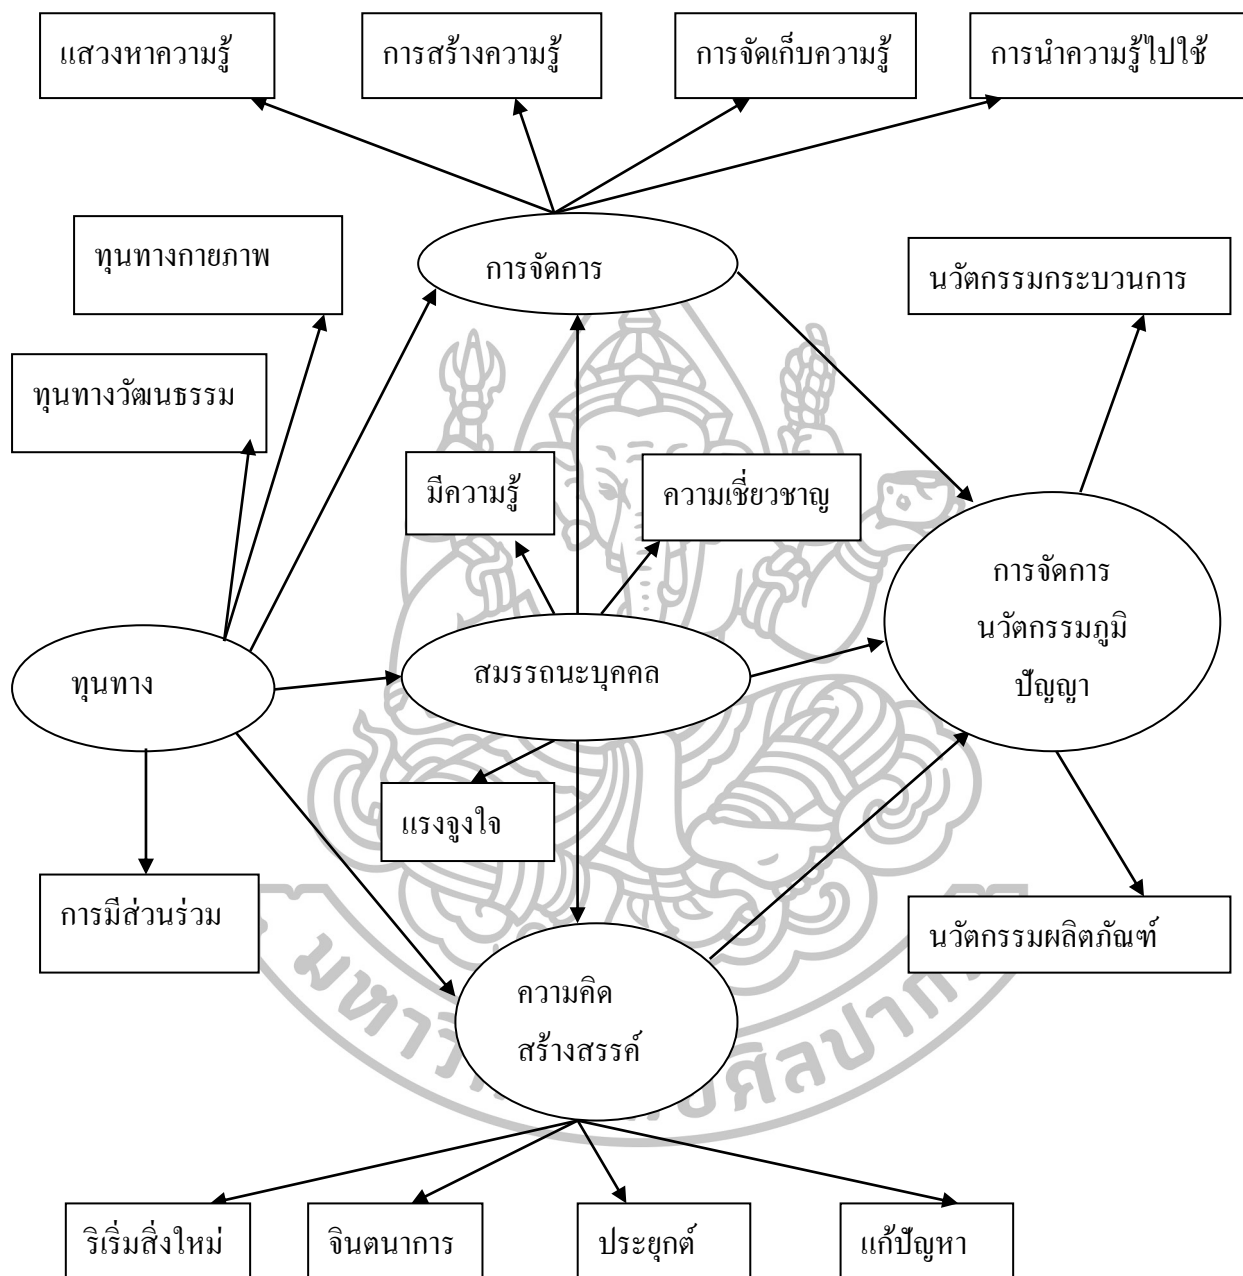 แสวงหาความรู้
การสร้างความรู้
การจัดเก็บความรู้
การนำความรู้ไปใช้
ทุนทางกายภาพ
การจัดการ
นวัตกรรมกระบวนการ
ทุนทางวัฒนธรรม
มีความรู้
ความเชี่ยวชาญ
การจัดการ
นวัตกรรมภูมิ
ปัญญา
ทุนทาง
สมรรถนะบุคคล
แรงจูงใจ
การมีส่วนร่วม
นวัตกรรมผลิตภัณฑ์
ความคิด
สร้างสรรค์
ริเริ่มสิ่งใหม่
จินตนาการ
ประยุกต์
แก้ปัญหา